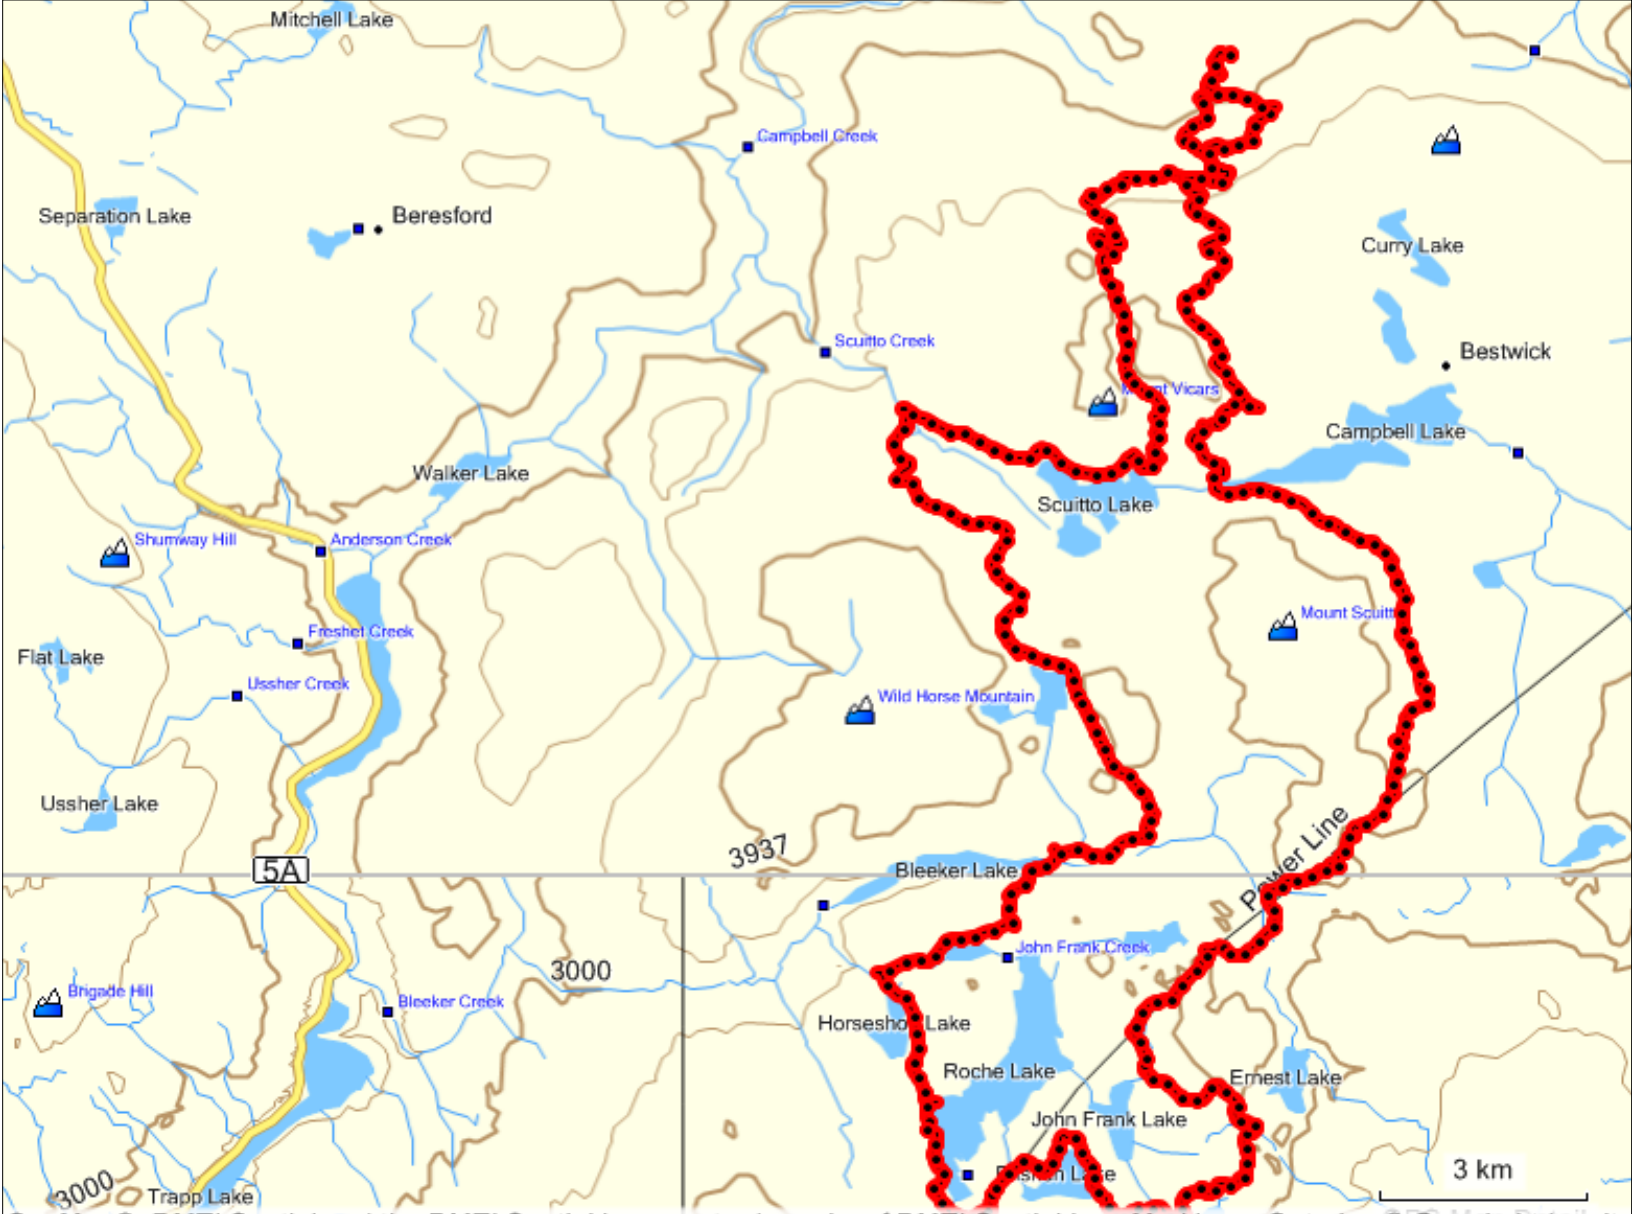 Mitchell Lake
Campbell Creek
Separation Lake
Beresford
Curry Lake
Scuitto Creek
Bestwick
Vicars
Campbell Lake
Walker Lake
Scuitto Lake
Shumway Hill
Anderson Creek
Mount
Freshet Creek
Flat Lake
Ussher Creek
Wild Horse Mountain
Ussher Lake
3937
Power Line
5A
Bleeker Lake
John Frank Creek
3000
Brigade Hill
Bleeker Creek
Lake
Roche Lake
Ernest Lake
John Frank Lake
3 km
Lake
3000
Trapp Lake